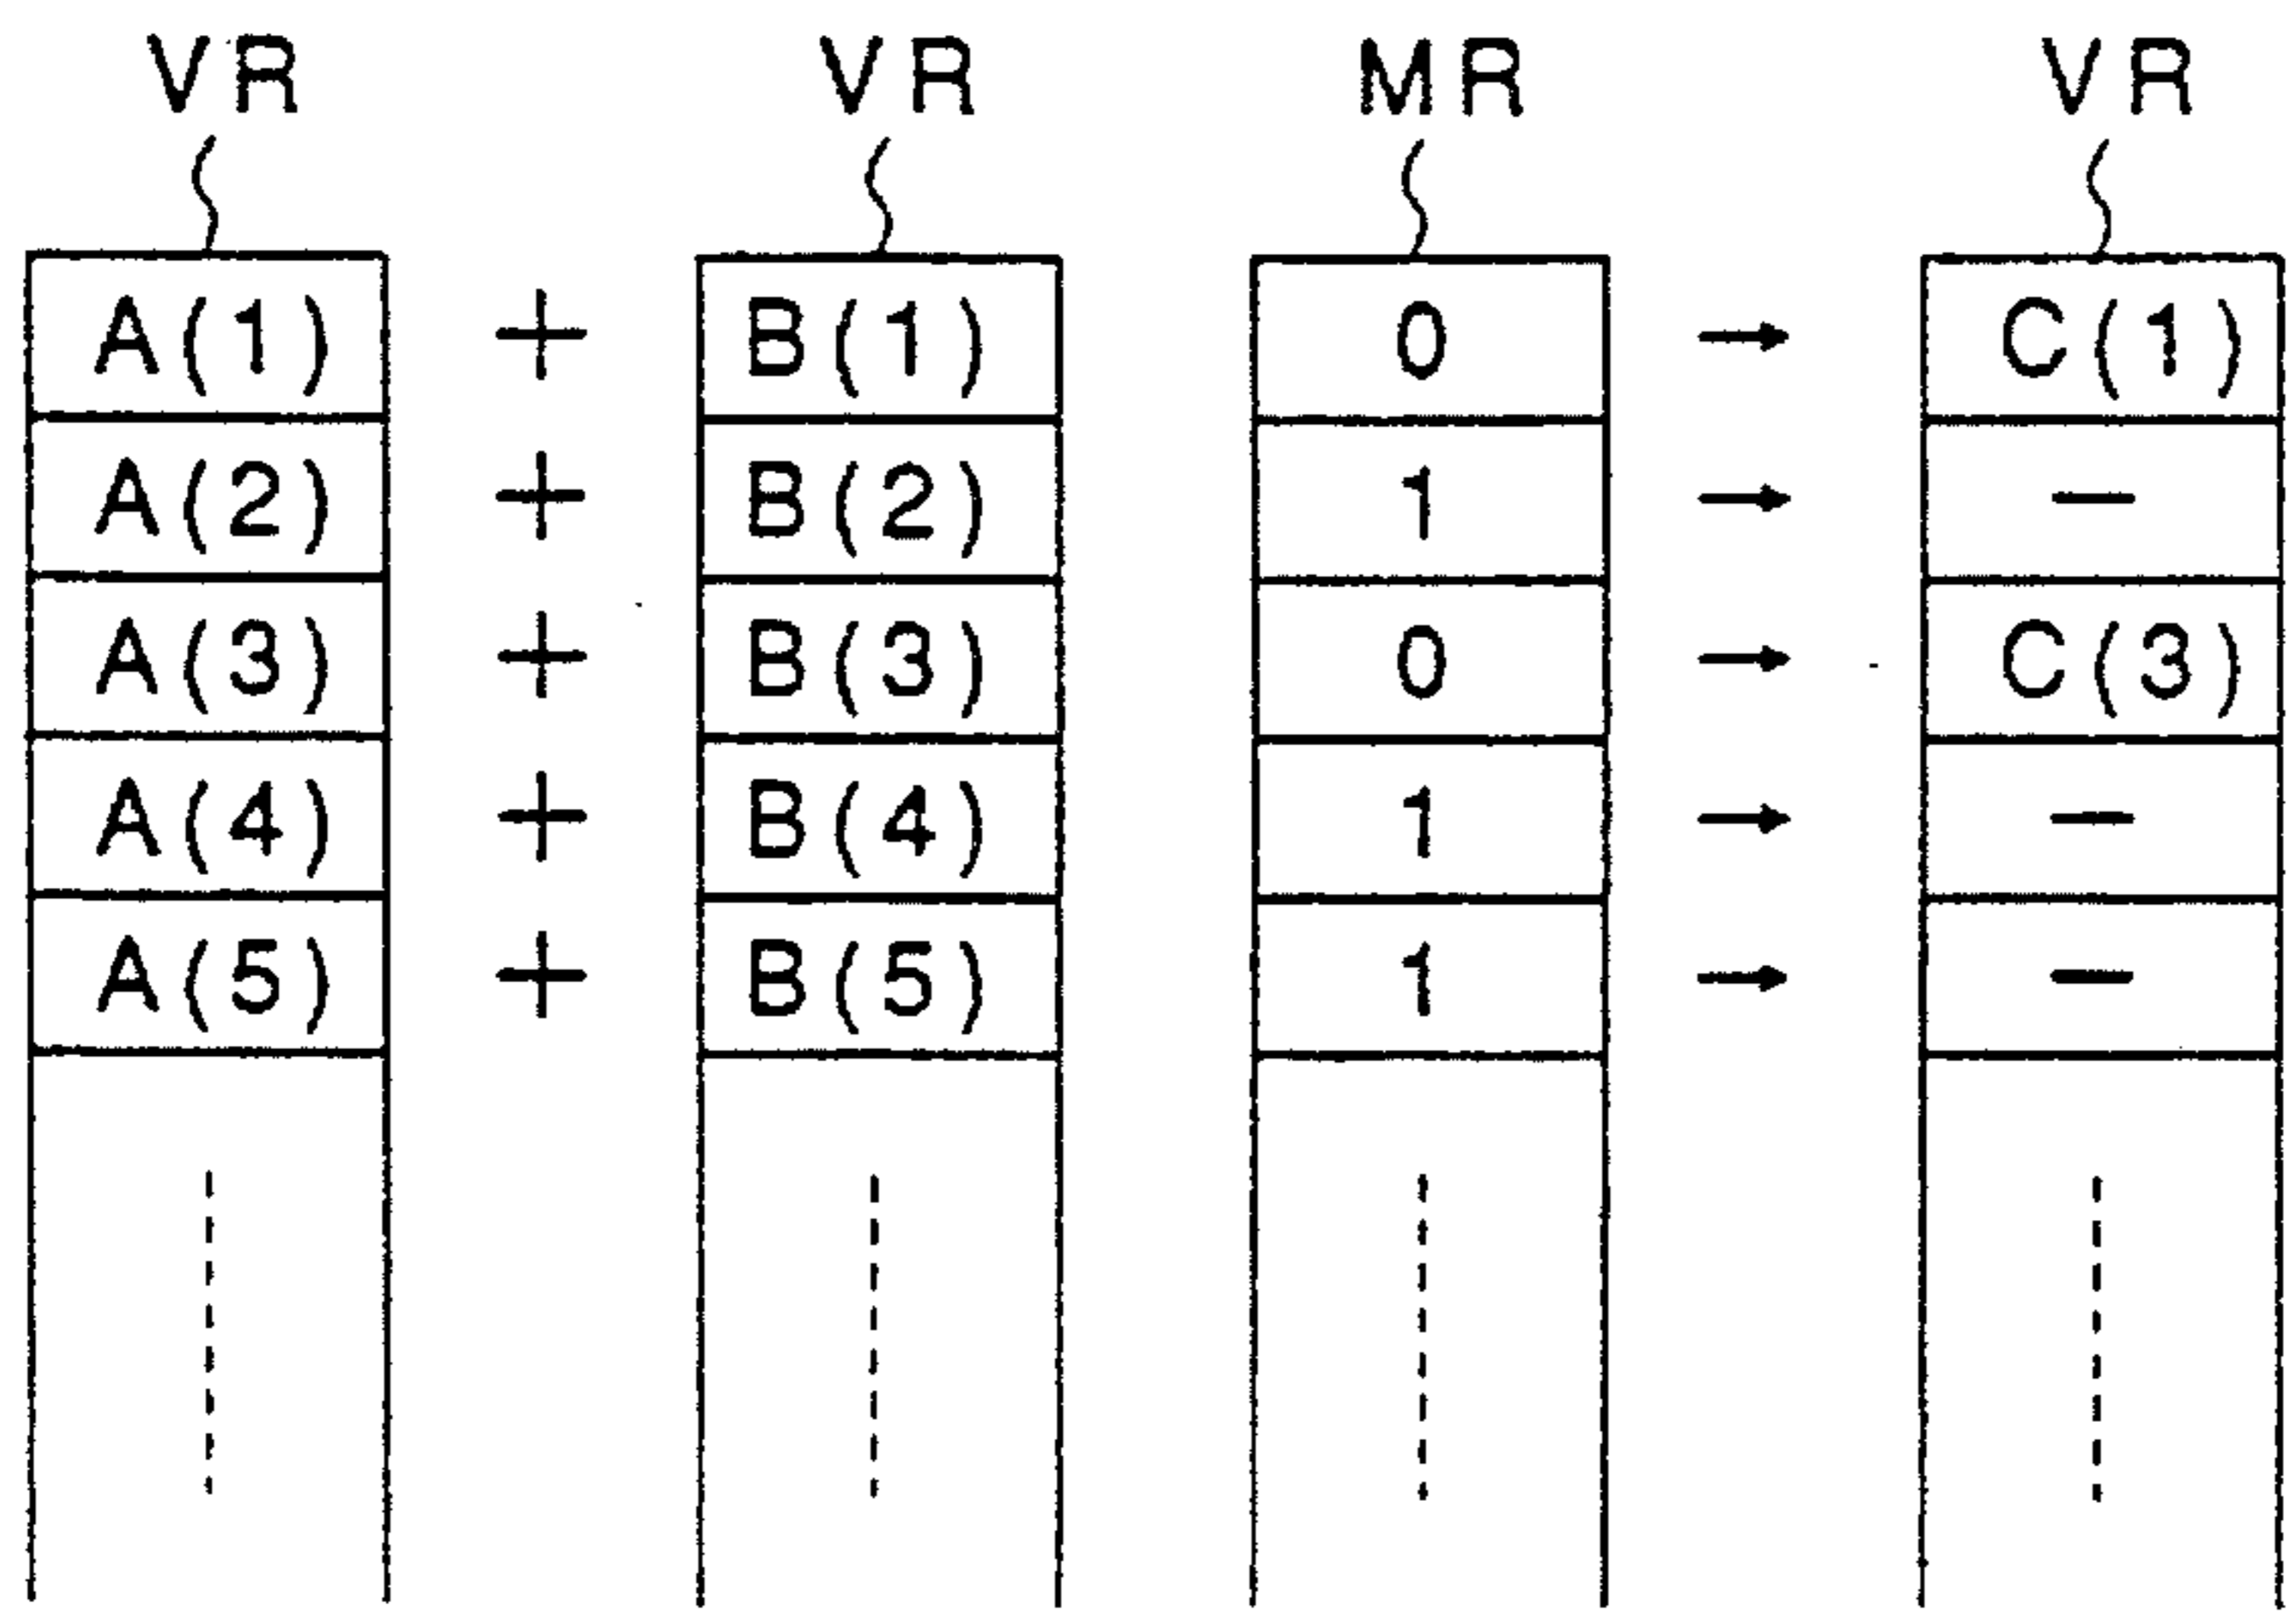 VR VR MR VR
A(1) + B(1) 0 → C(1)
A(2) + B(2) 1 → —
A(3) + B(3) 0 → C(3)
A(4) + B(4) 1 → —
A(5) + B(5) 1 → —